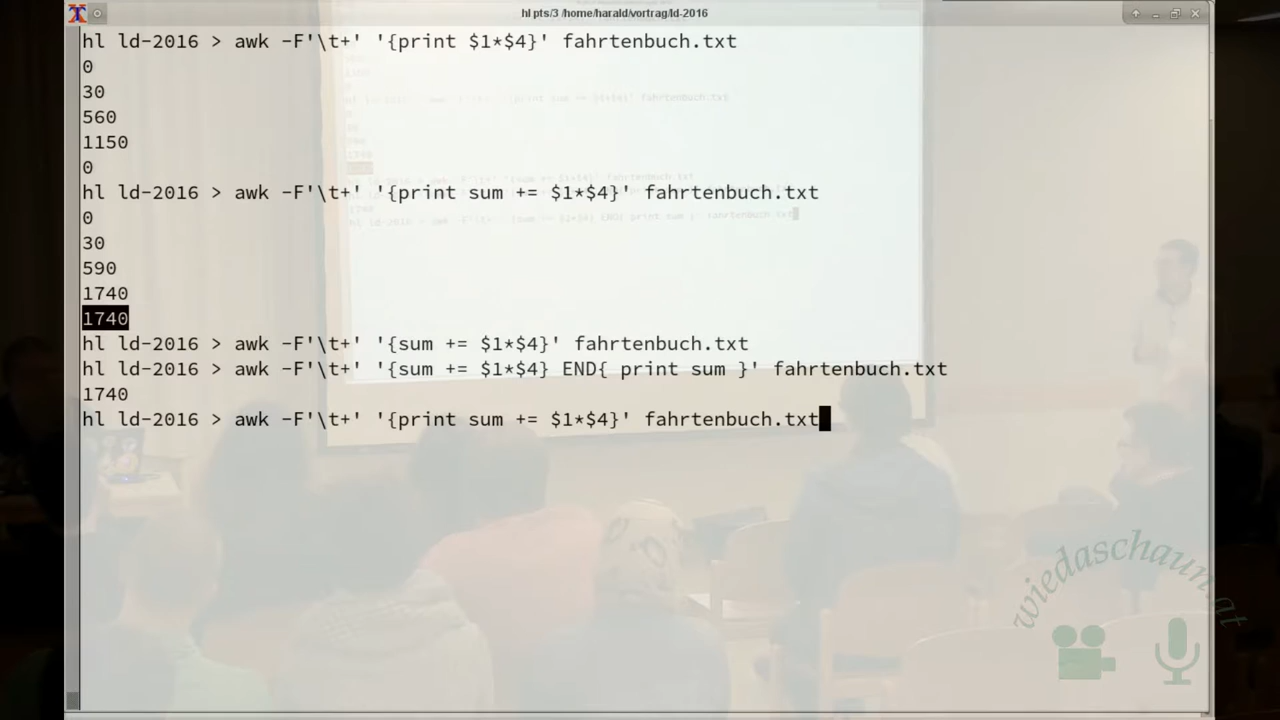 hl pts/3 /home/harald/vortrag/ld-2016
hl ld-2016 > awk -F'\t+' '{print $1*$4}' fahrtenbuch.txt
0
30
560
1150
0
hl ld-2016 > awk -F'\t+' '{print sum += $1*$4}' fahrtenbuch.txt
0
30
590
1740
1740
hl ld-2016 > awk -F'\t+' '{sum += $1*$4}' fahrtenbuch.txt
hl ld-2016 > awk -F'\t+' '{sum += $1*$4} END{ print sum }' fahrtenbuch.txt
1740
hl ld-2016 > awk -F'\t+' '{print sum += $1*$4}' fahrtenbuch.txt
wiedaschaun.at